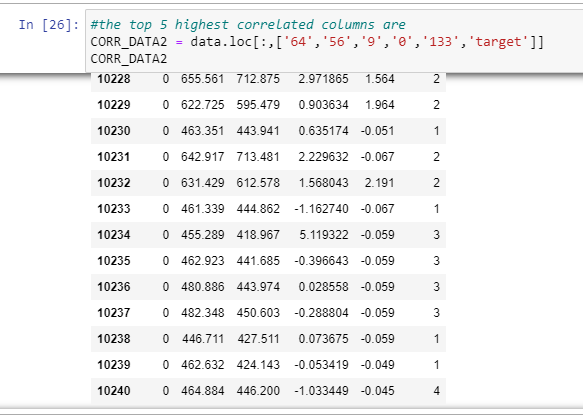 In [26]: #the top 5 highest correlated columns are
CORR_DATA2 = data.loc[:,['64','56','9','0','133','target']]
CORR_DATA2
10228 0 655.561 712.875 2.971865 1.564 2
10229 0 622.725 595.479 0.903634 1.964 2
10230 0 463.351 443.941 0.635174 -0.051 1
10231 0 642.917 713.481 2.229632 -0.067 2
10232 0 631.429 612.578 1.568043 2.191 2
10233 0 461.339 444.862 -1.162740 -0.067 1
10234 0 455.289 418.967 5.119322 -0.059 3
10235 0 462.923 441.685 -0.396643 -0.059 3
10236 0 480.886 443.974 0.028558 -0.059 3
10237 0 482.348 450.603 -0.288804 -0.059 3
10238 0 446.711 427.511 0.073675 -0.059 1
10239 0 462.632 424.143 -0.053419 -0.049 1
10240 0 464.884 446.200 -1.033449 -0.045 4